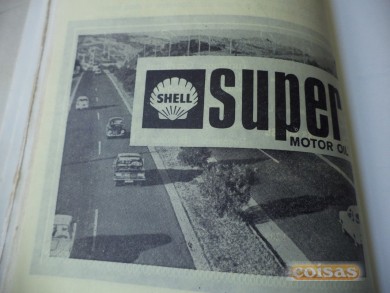 SHELL
super
MOTOR OIL
coisas